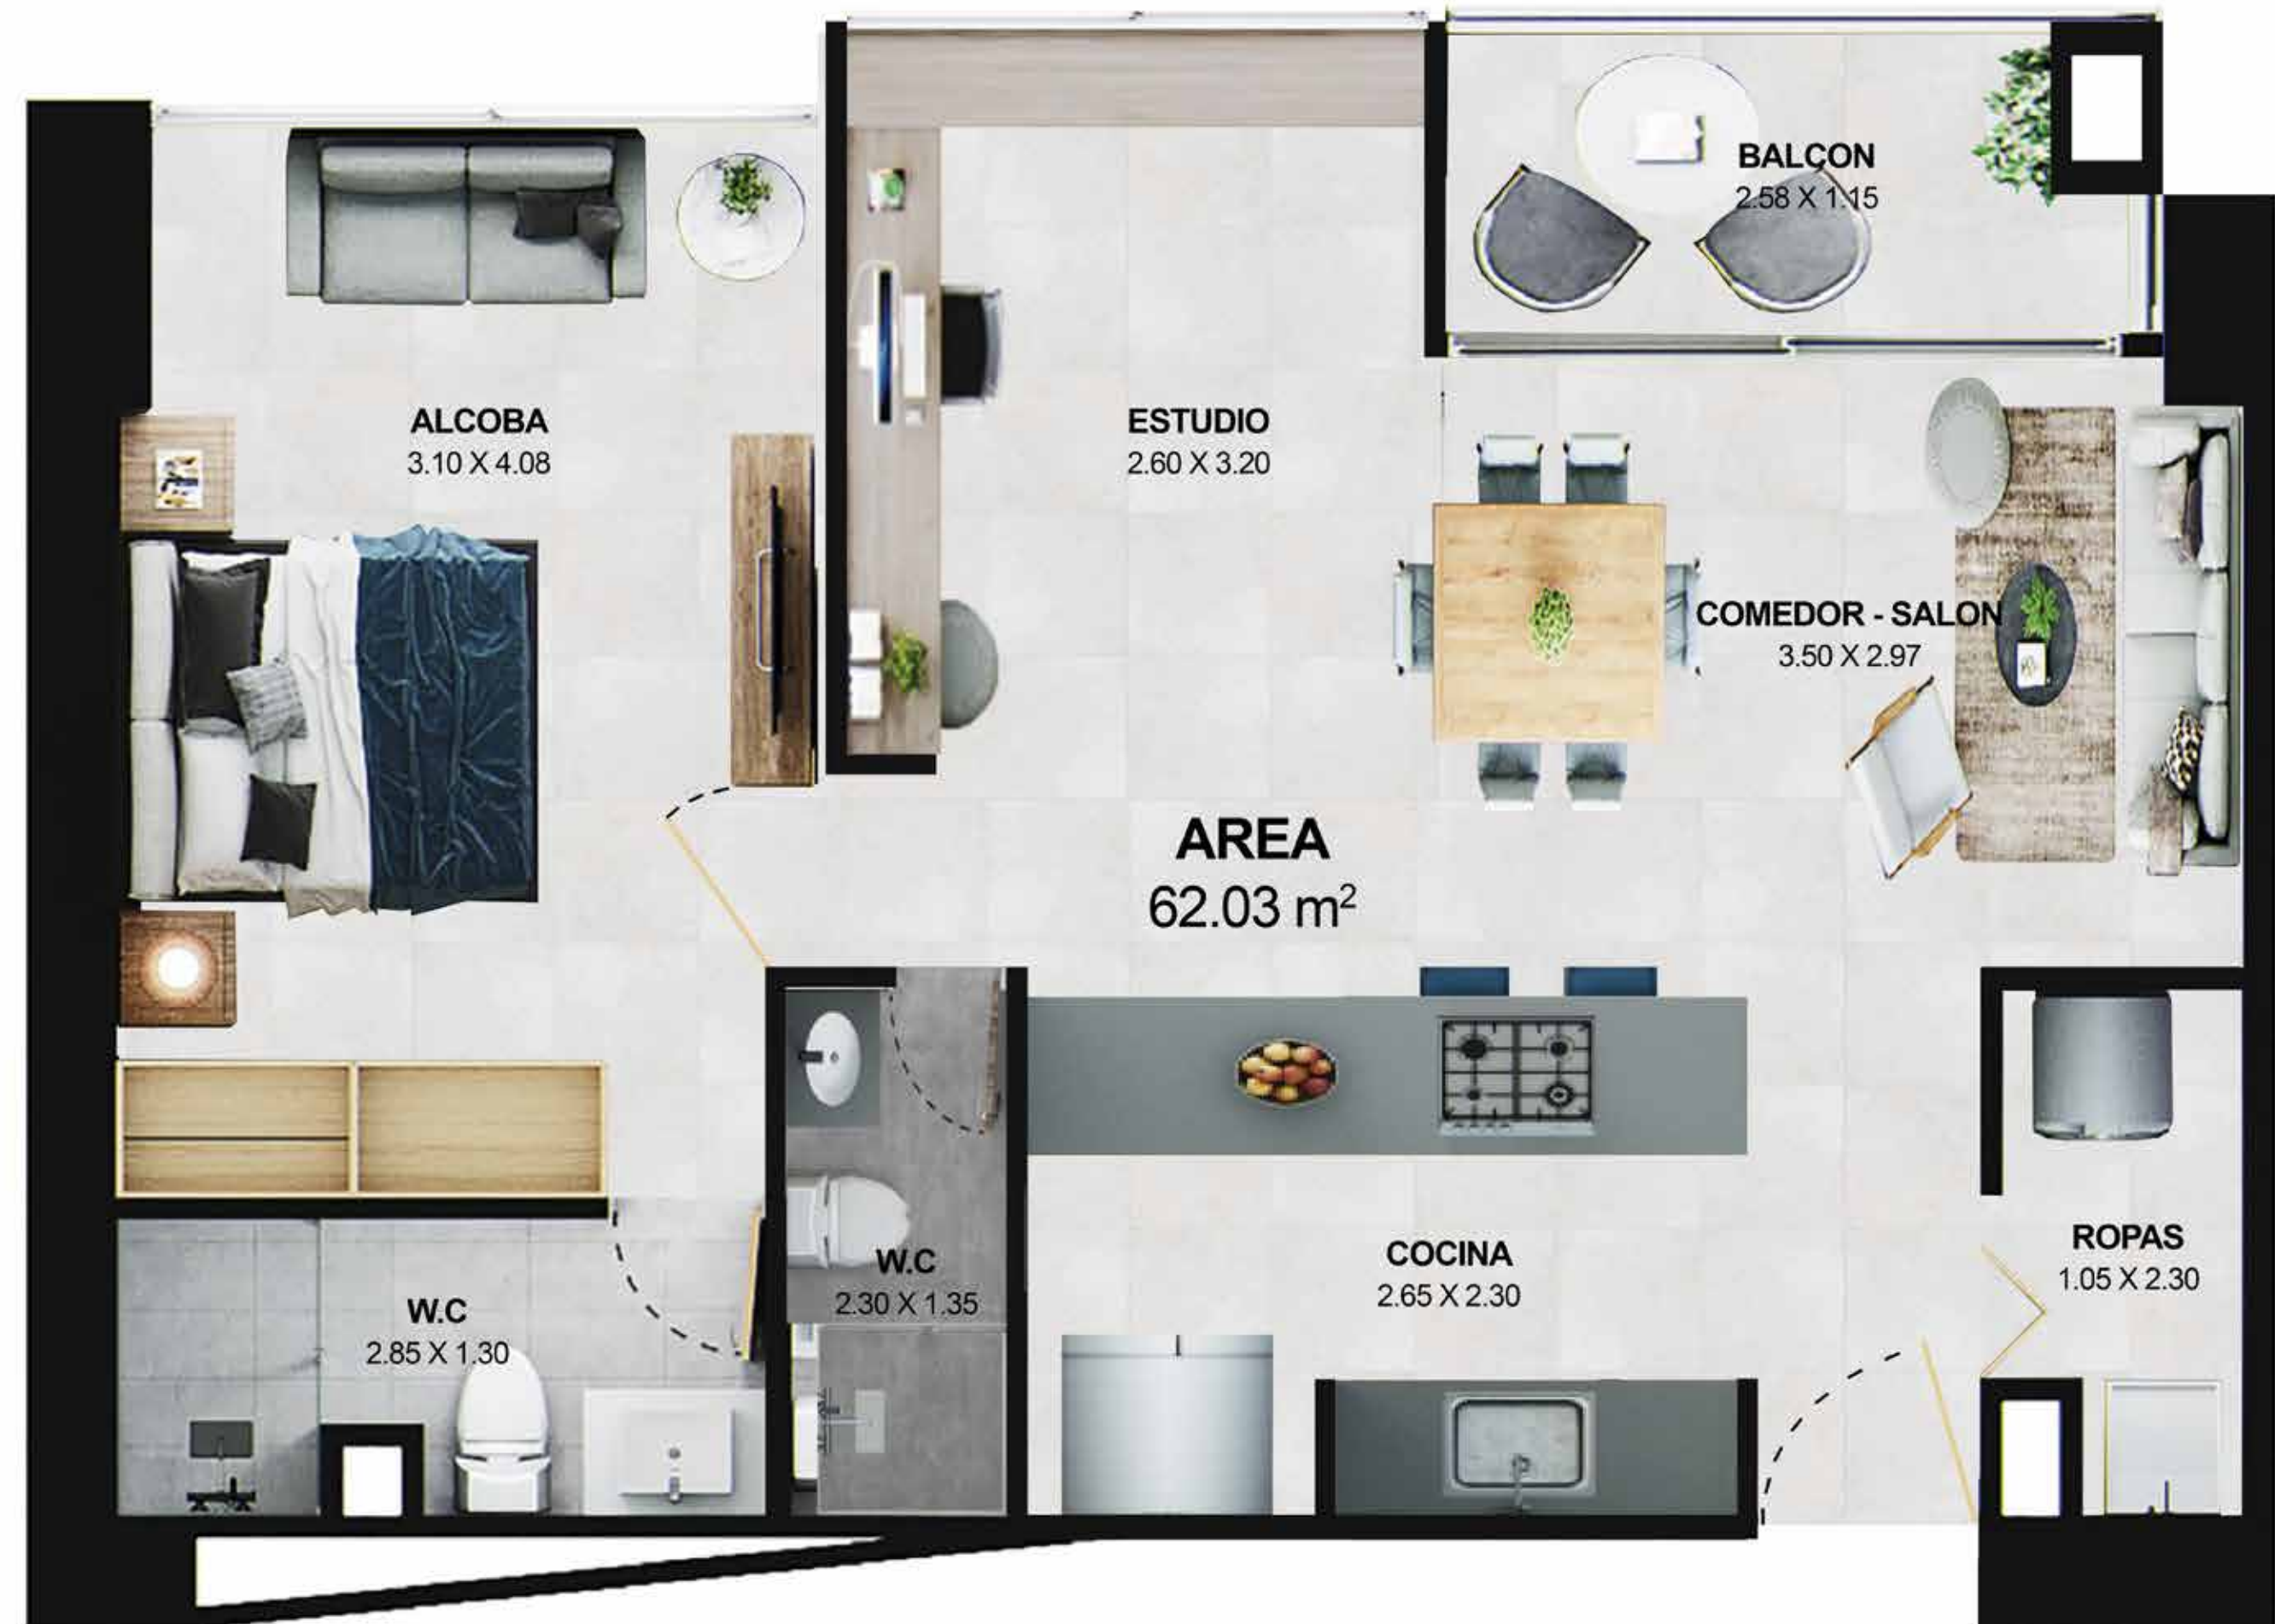 BALCON
2.58 X 1.15
ALCOBA
3.10 X 4.08
ESTUDIO
2.60 X 3.20
COMEDOR - SALON
3.50 X 2.97
AREA
62.03 m²
W.C
2.85 X 1.30
W.C
2.30 X 1.35
COCINA
2.65 X 2.30
ROPAS
1.05 X 2.30